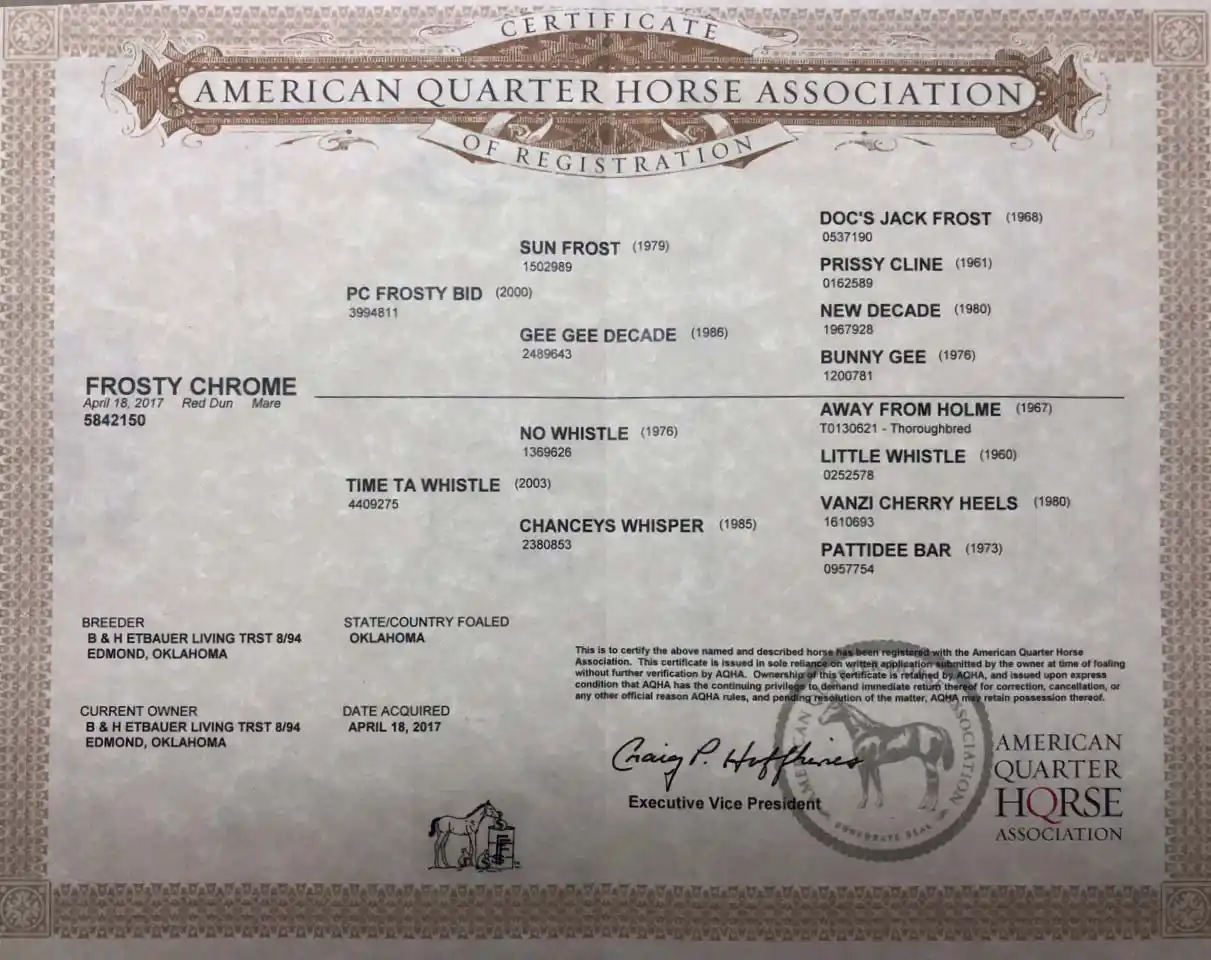 CERTIFICATE
AMERICAN QUARTER HORSE ASSOCIATION
OF REGISTRATION
DOC'S JACK FROST (1968)
0537190
SUN FROST (1979)
1502989
PRISSY CLINE (1961)
0162589
PC FROSTY BID (2000)
3994811
NEW DECADE (1980)
1967928
GEE GEE DECADE (1986)
2489643
BUNNY GEE (1976)
1200781
FROSTY CHROME
April 18, 2017 Red Dun Mare
5842150
AWAY FROM HOLME (1967)
T0130621 - Thoroughbred
NO WHISTLE (1976)
1369626
LITTLE WHISTLE (1960)
0252578
TIME TA WHISTLE (2003)
4409275
VANZI CHERRY HEELS (1980)
1610693
CHANCEYS WHISPER (1985)
2380853
PATTIDEE BAR (1973)
0957754
BREEDER
B & H ETBAUER LIVING TRST 8/94
EDMOND, OKLAHOMA
STATE/COUNTRY FOALED
OKLAHOMA
CURRENT OWNER
B & H ETBAUER LIVING TRST 8/94
EDMOND, OKLAHOMA
DATE ACQUIRED
APRIL 18, 2017
This is to certify the above named and described horse has been registered with the American Quarter Horse
Association. This certificate is issued in sole reliance on written application submitted by the owner at time of foaling
without further verification by AQHA. Ownership of this certificate is retained by AQHA, and issued upon express
condition that AQHA has the continuing privilege to demand immediate return thereof for correction, cancellation, or
any other official reason AQHA rules, and pending resolution of the matter, AQHA may retain possession thereof.
Craig P. Huffhines
Executive Vice President
AMERICAN QUARTER HORSE ASSOCIATION
CORPORATE SEAL
AMERICAN
QUARTER
HORSE
ASSOCIATION